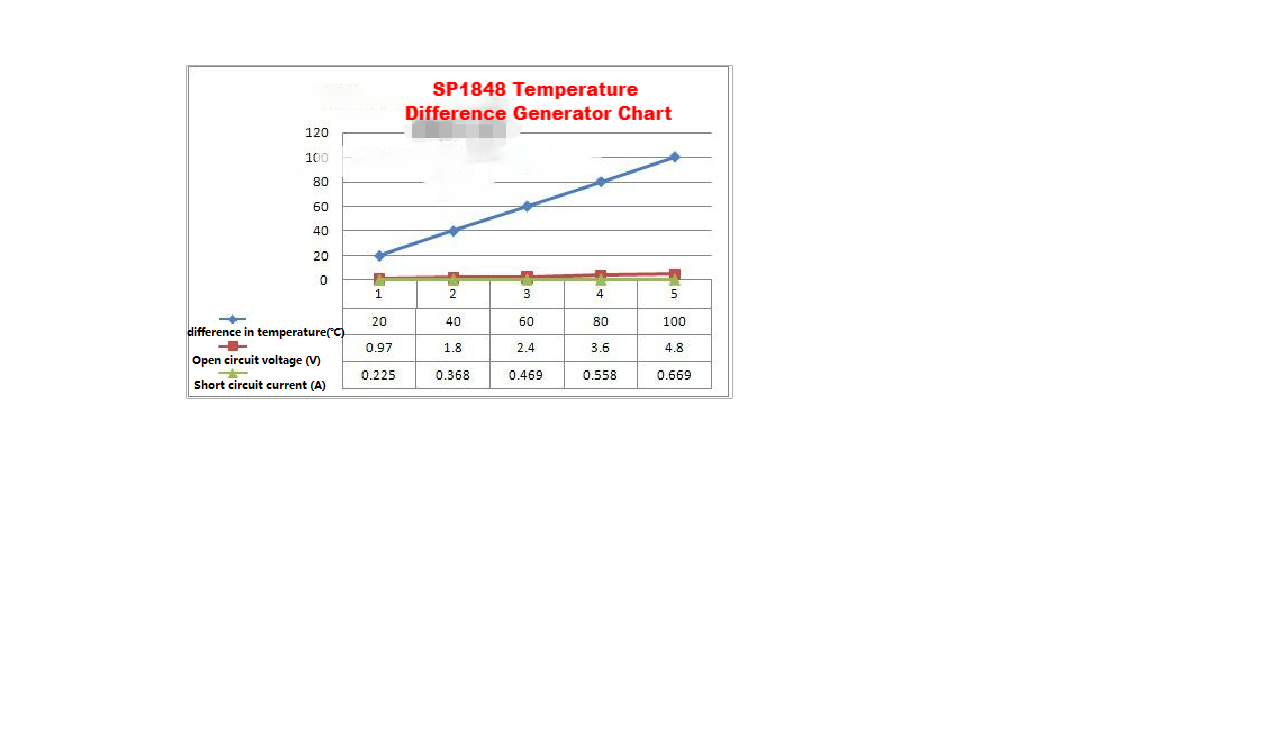 SP1848 Temperature
Difference Generator Chart
120
100
80
60
40
20
0
1 2 3 4 5
difference in temperature(℃) 20 40 60 80 100
Open circuit voltage (V) 0.97 1.8 2.4 3.6 4.8
Short circuit current (A) 0.225 0.368 0.469 0.558 0.669